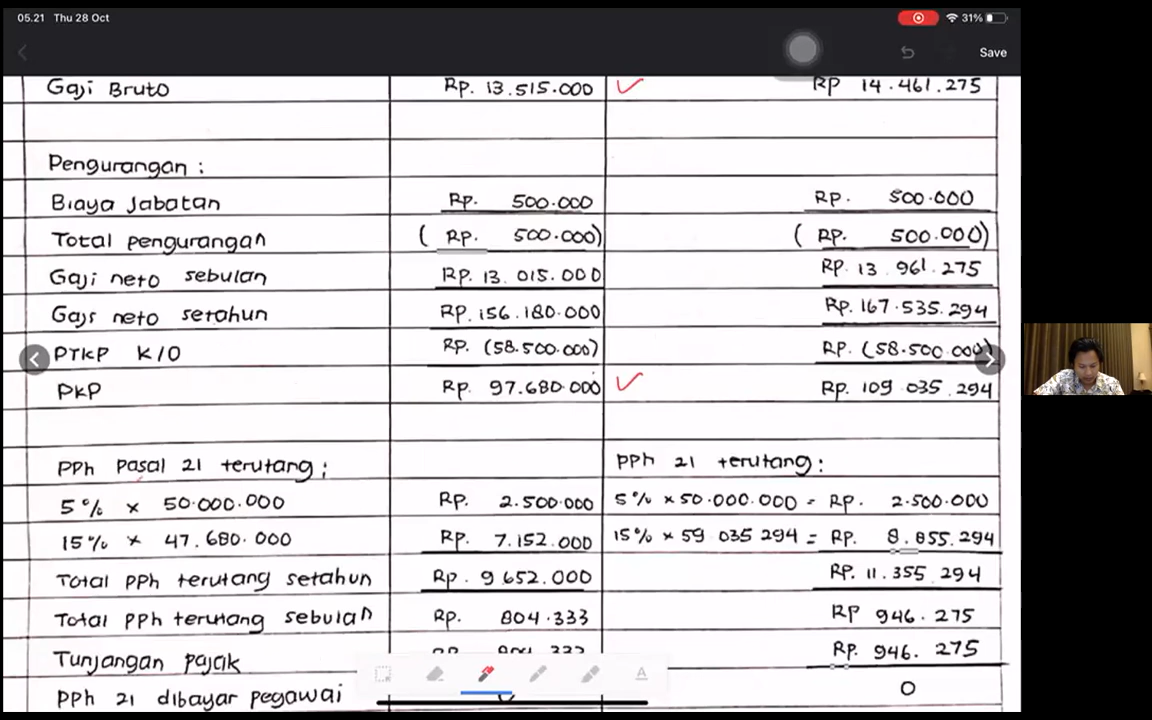 05.21 Thu 28 Oct
31%
Save
Gaji Bruto Rp. 13.515.000 ✓ Rp 14.461.275
Pengurangan :
Biaya Jabatan Rp. 500.000 Rp. 500.000
Total pengurangan ( Rp. 500.000) ( Rp. 500.000)
Gaji neto sebulan Rp. 13.015.000 Rp. 13 961.275
Gaji neto setahun Rp. 156.180.000 Rp. 167.535.294
PTKP K/0 Rp. (58.500.000) Rp. (58.500.000)
PKP Rp. 97.680.000 ✓ Rp. 109 035.294
PPh Pasal 21 terutang ; PPh 21 terutang :
5% x 50.000.000 Rp. 2.500.000 5% x 50.000.000 = Rp. 2.500.000
15% x 47.680.000 Rp. 7.152.000 15% x 59 035 294 = Rp. 8.855.294
Total PPh terutang setahun Rp. 9 652.000 Rp. 11.355 294
Total PPh terutang sebulan Rp. 804.333 Rp 946.275
Tunjangan pajak Rp. 946.275
PPh 21 dibayar pegawai 0
A